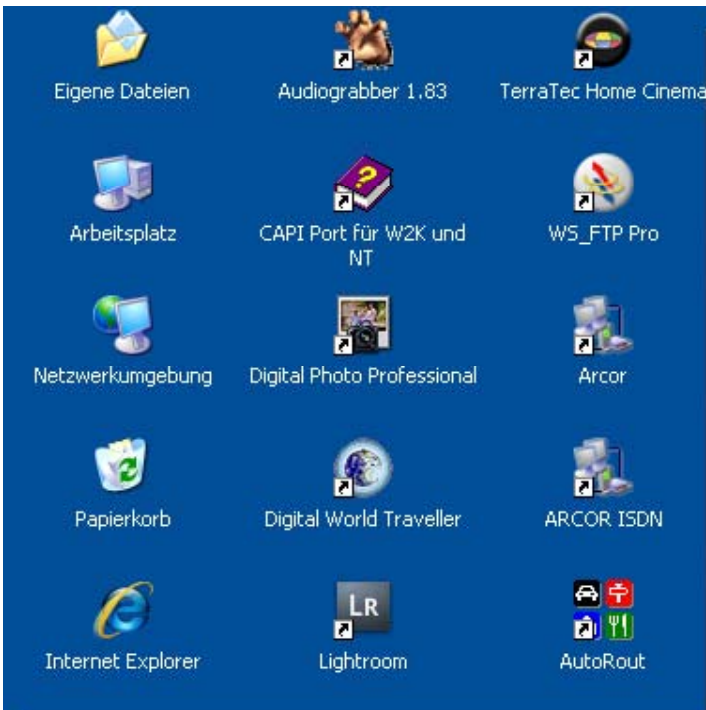 Eigene Dateien
Audiograbber 1.83
TerraTec Home Cinema
Arbeitsplatz
CAPI Port für W2K und
NT
WS_FTP Pro
Netzwerkumgebung
Digital Photo Professional
Arcor
Papierkorb
Digital World Traveller
ARCOR ISDN
LR
Internet Explorer
Lightroom
AutoRout